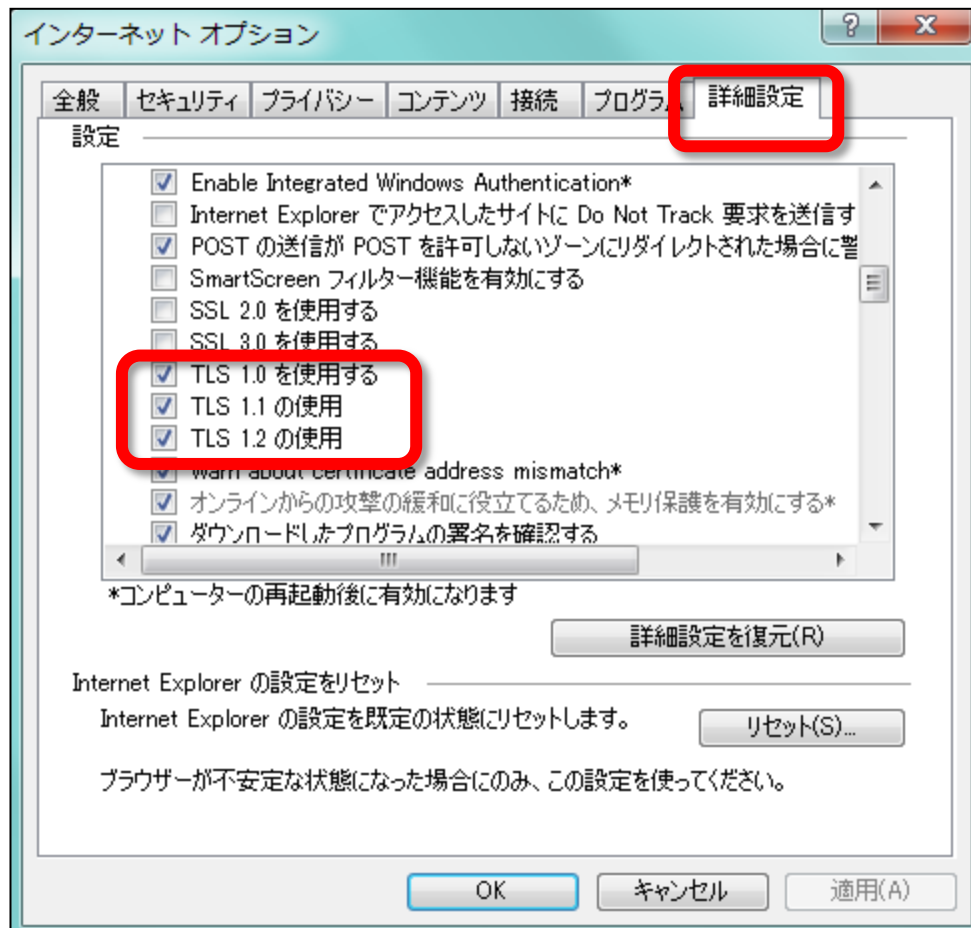 インターネット オプション
全般 セキュリティ プライバシー コンテンツ 接続 プログラム 詳細設定
設定
Enable Integrated Windows Authentication*
Internet Explorer でアクセスしたサイトに Do Not Track 要求を送信す
POST の送信が POST を許可しないゾーンにリダイレクトされた場合に警
SmartScreen フィルター機能を有効にする
SSL 2.0 を使用する
SSL 3.0 を使用する
TLS 1.0 を使用する
TLS 1.1 の使用
TLS 1.2 の使用
Warn about certificate address mismatch*
オンラインからの攻撃の緩和に役立てるため、メモリ保護を有効にする*
ダウンロードしたプログラムの署名を確認する
*コンピューターの再起動後に有効になります
詳細設定を復元(R)
Internet Explorer の設定をリセット
Internet Explorer の設定を既定の状態にリセットします。
リセット(S)...
ブラウザーが不安定な状態になった場合にのみ、この設定を使ってください。
OK キャンセル 適用(A)